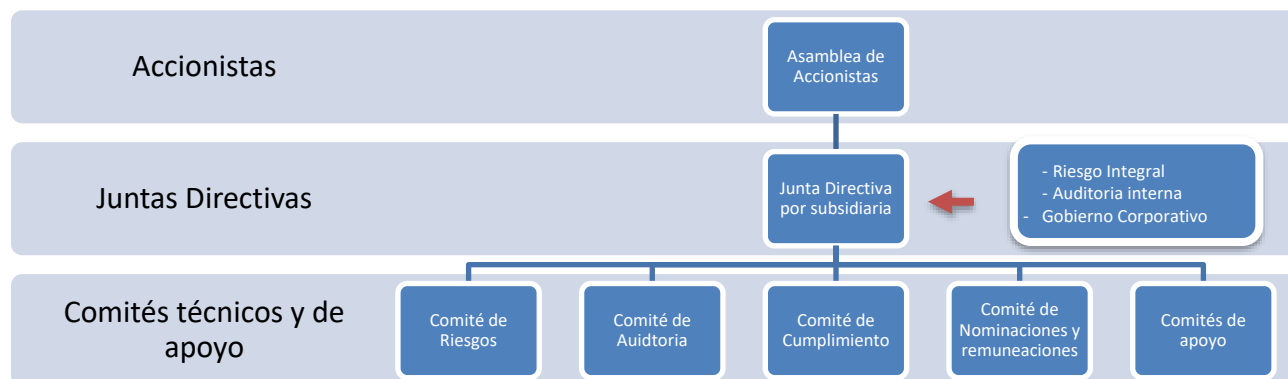 Accionistas
Asamblea de
Accionistas
Juntas Directivas
Junta Directiva
por subsidiaria
- Riesgo Integral
- Auditoria interna
- Gobierno Corporativo
Comités técnicos y de
apoyo
Comité de
Riesgos
Comité de
Auidtoria
Comité de
Cumplimiento
Comité de
Nominaciones y
remuneaciones
Comités de
apoyo